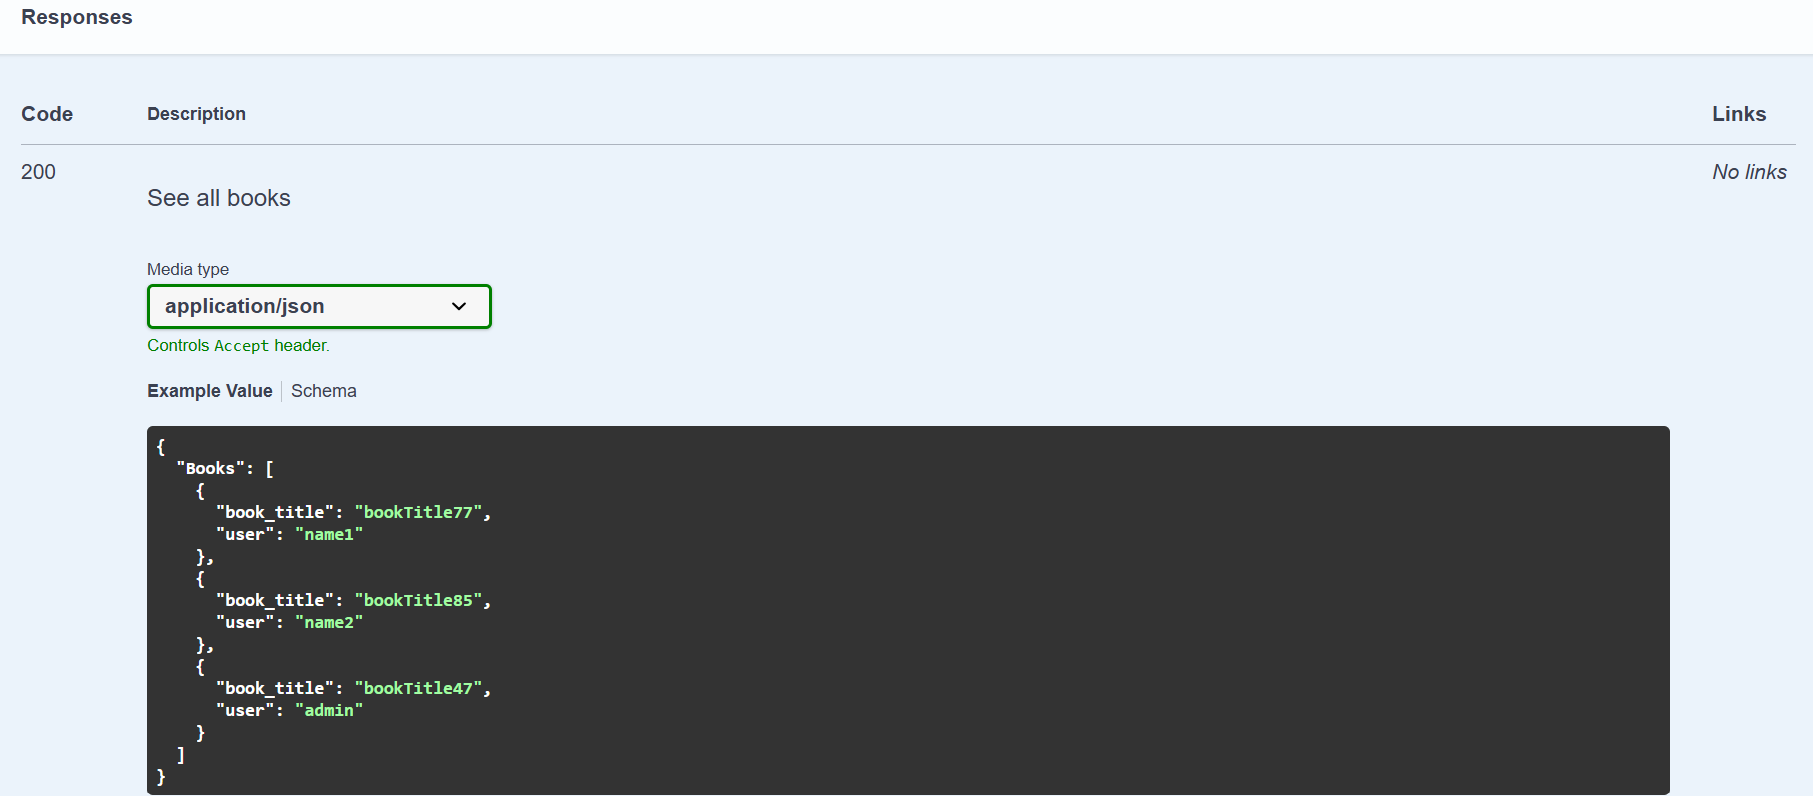 Responses
Code Description Links
200 No links
See all books
Media type
application/json
Controls Accept header.
Example Value Schema
{
  "Books": [
    {
      "book_title": "bookTitle77",
      "user": "name1"
    },
    {
      "book_title": "bookTitle85",
      "user": "name2"
    },
    {
      "book_title": "bookTitle47",
      "user": "admin"
    }
  ]
}